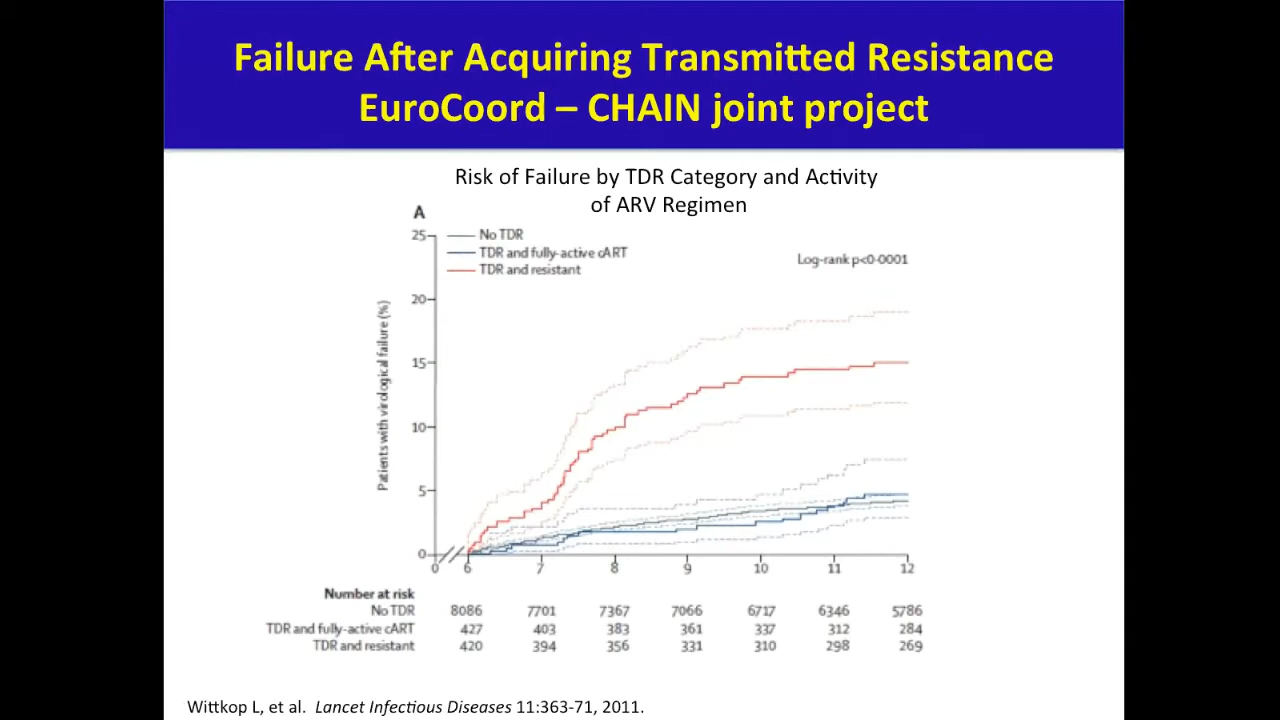 Failure After Acquiring Transmitted Resistance
EuroCoord – CHAIN joint project
Risk of Failure by TDR Category and Activity
of ARV Regimen
A
No TDR
TDR and fully-active cART
TDR and resistant
Log-rank p<0·0001
Patients with virological failure (%)
25
20
15
10
5
0
0 6 7 8 9 10 11 12
Number at risk
No TDR 8086 7701 7367 7066 6717 6346 5786
TDR and fully-active cART 427 403 383 361 337 312 284
TDR and resistant 420 394 356 331 310 298 269
Wittkop L, et al. Lancet Infectious Diseases 11:363-71, 2011.